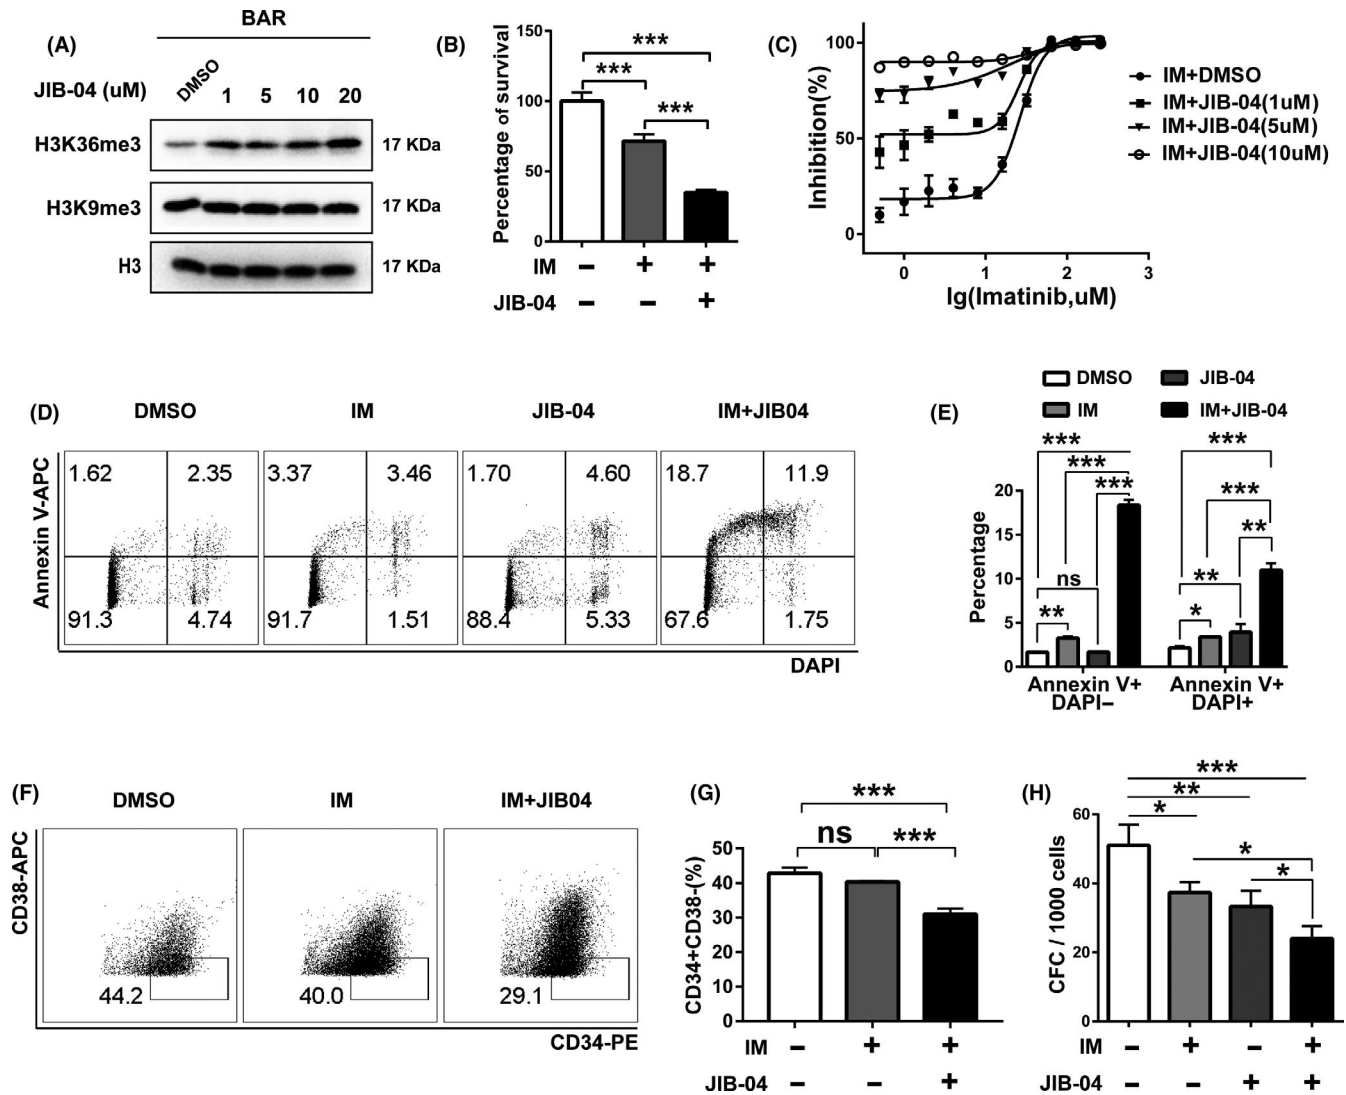 (A)
BAR
JIB-04 (uM)
DMSO
1 5 10 20
H3K36me3
17 KDa
H3K9me3
17 KDa
H3
17 KDa
(B)
Percentage of survival
150
100
50
0
***
***
***
IM – + +
JIB-04 – – +
(C)
Inhibition(%)
100
50
0
0 1 2 3
lg(Imatinib,uM)
IM+DMSO
IM+JIB-04(1uM)
IM+JIB-04(5uM)
IM+JIB-04(10uM)
(D)
DMSO IM JIB-04 IM+JIB04
Annexin V-APC
1.62 2.35 3.37 3.46 1.70 4.60 18.7 11.9
91.3 4.74 91.7 1.51 88.4 5.33 67.6 1.75
DAPI
(E)
DMSO JIB-04
IM IM+JIB-04
Percentage
20
15
10
5
0
***
***
***
ns
**
***
***
**
**
*
Annexin V+ Annexin V+
DAPI– DAPI+
(F)
DMSO IM IM+JIB04
CD38-APC
44.2 40.0 29.1
CD34-PE
(G)
CD34+CD38-(%)
50
40
30
20
10
0
***
ns ***
IM – + +
JIB-04 – – +
(H)
CFC / 1000 cells
60
40
20
0
***
**
*
*
*
IM – + – +
JIB-04 – – + +